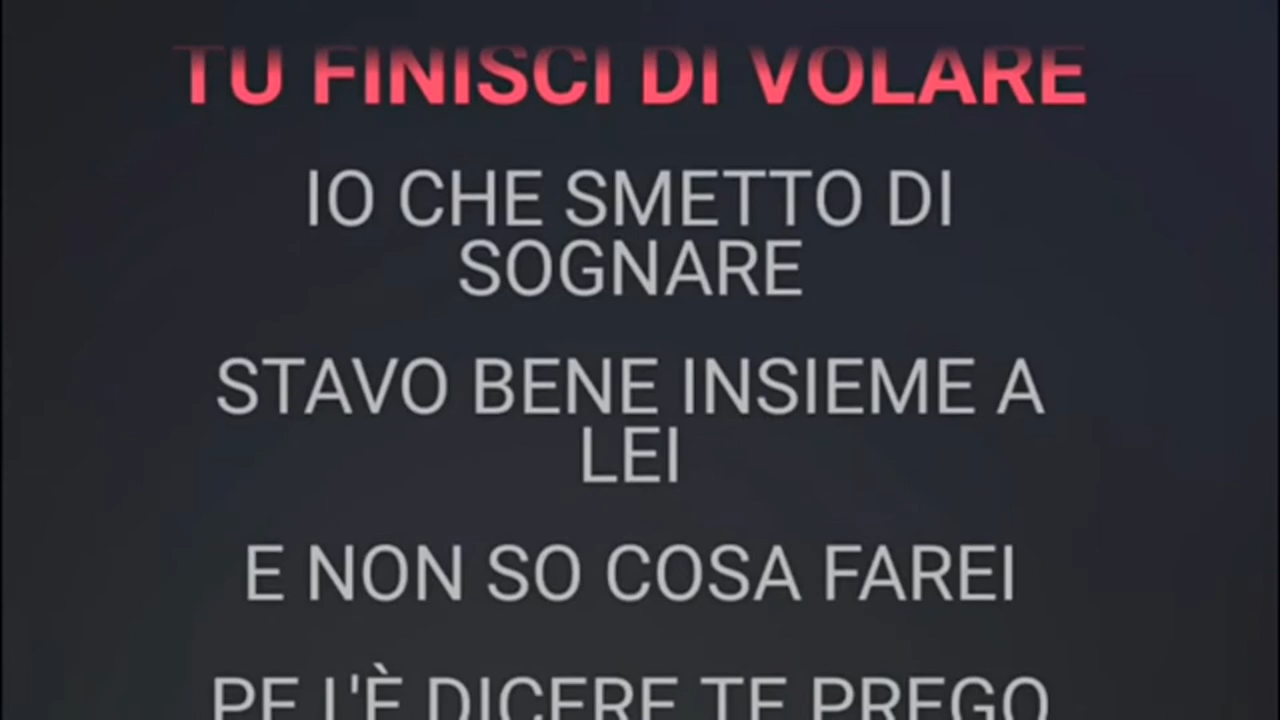 TU FINISCI DI VOLARE
IO CHE SMETTO DI
SOGNARE
STAVO BENE INSIEME A
LEI
E NON SO COSA FAREI
PE L'È DICERE TE PREGO